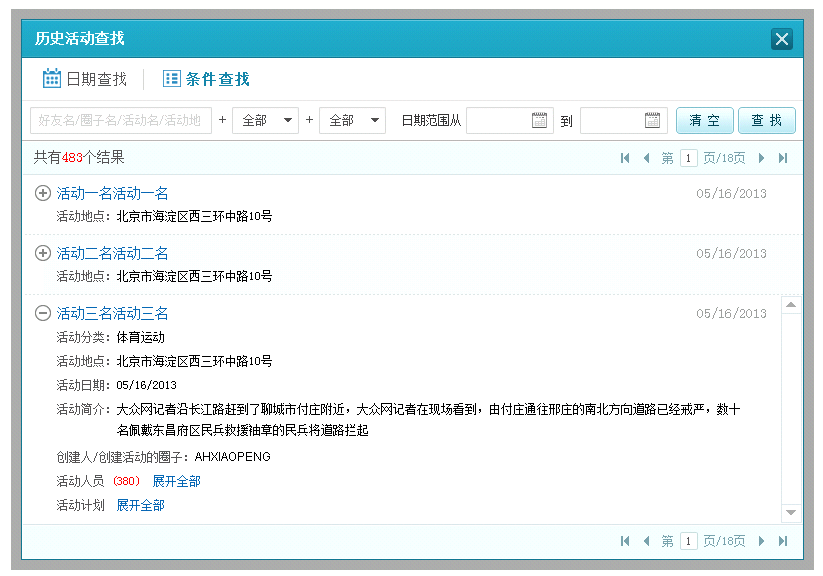 历史活动查找
日期查找 条件查找
好友名/圈子名/活动名/活动地 + 全部 + 全部 日期范围从 到 清 空 查 找
共有483个结果 第 1 页/18页
活动一名活动一名 05/16/2013
活动地点：北京市海淀区西三环中路10号
活动二名活动二名 05/16/2013
活动地点：北京市海淀区西三环中路10号
活动三名活动三名 05/16/2013
活动分类：体育运动
活动地点：北京市海淀区西三环中路10号
活动日期：05/16/2013
活动简介：大众网记者沿长江路赶到了聊城市付庄附近，大众网记者在现场看到，由付庄通往邢庄的南北方向道路已经戒严，数十
名佩戴东昌府区民兵救援袖章的民兵将道路拦起
创建人/创建活动的圈子：AHXIAOPENG
活动人员（380） 展开全部
活动计划 展开全部
第 1 页/18页